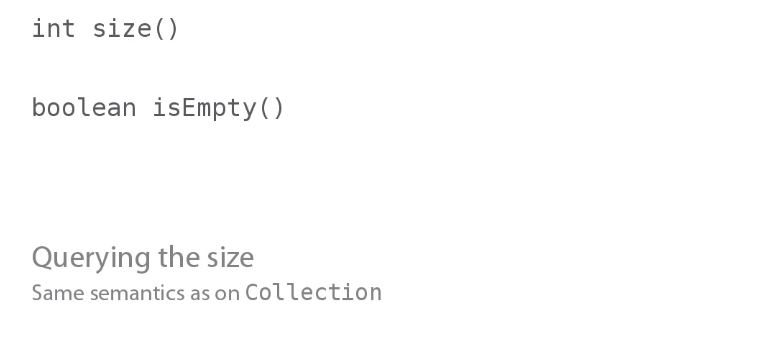 int size()
boolean isEmpty()
Querying the size
Same semantics as on Collection